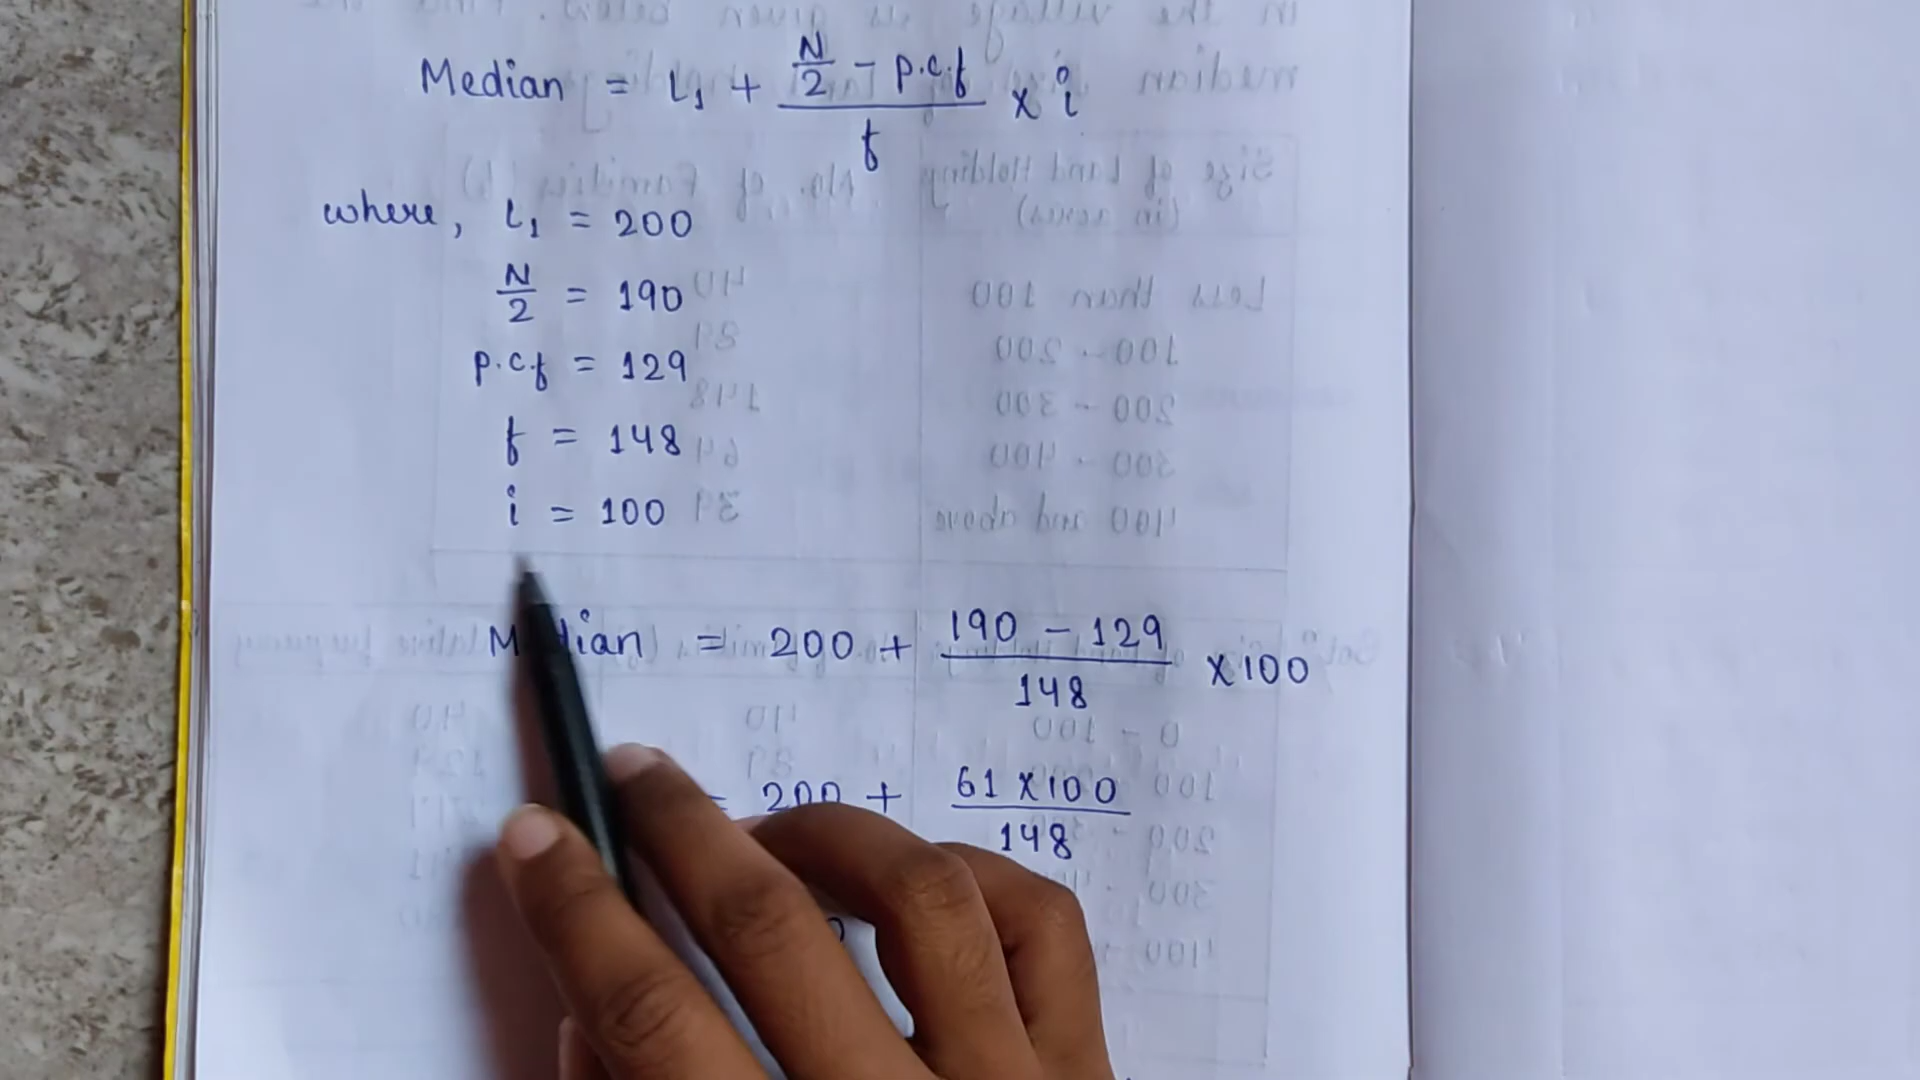 Median = L₁ + (N/2 - p.c.f)/f × i
where, L₁ = 200
N/2 = 190
p.c.f = 129
f = 148
i = 100
= 200 + (190 - 129)/148 × 100
= 200 + (61 × 100)/148